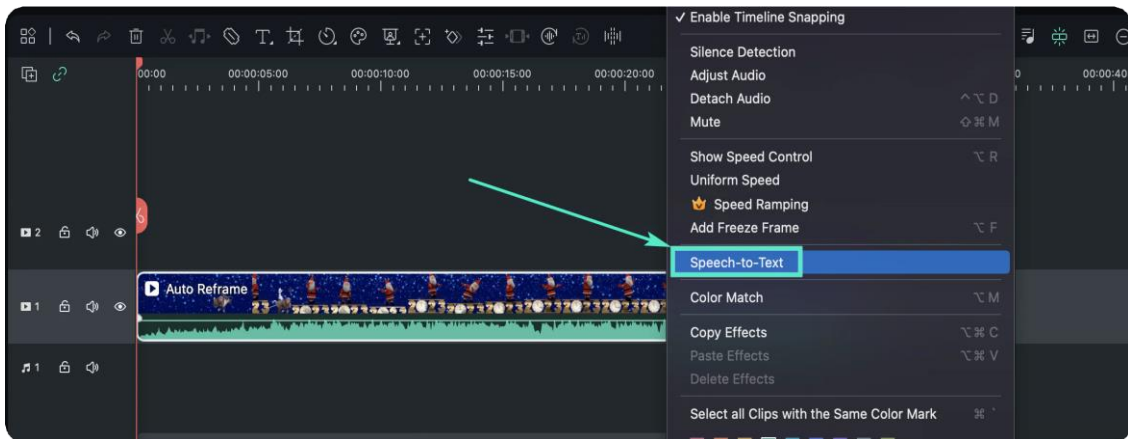 ✓ Enable Timeline Snapping
Silence Detection
Adjust Audio
Detach Audio ⌃⌥ D
Mute ⇧⌘ M
00:00 00:00:05:00 00:00:10:00 00:00:15:00 00:00:20:00 0 00:00:40
Show Speed Control ⌥ R
Uniform Speed
Speed Ramping
Add Freeze Frame ⌥ F
2
Speech-to-Text
Auto Reframe
1
Color Match ⌥ M
Copy Effects ⌥⌘ C
Paste Effects ⌥⌘ V
1
Delete Effects
Select all Clips with the Same Color Mark ⌘ `